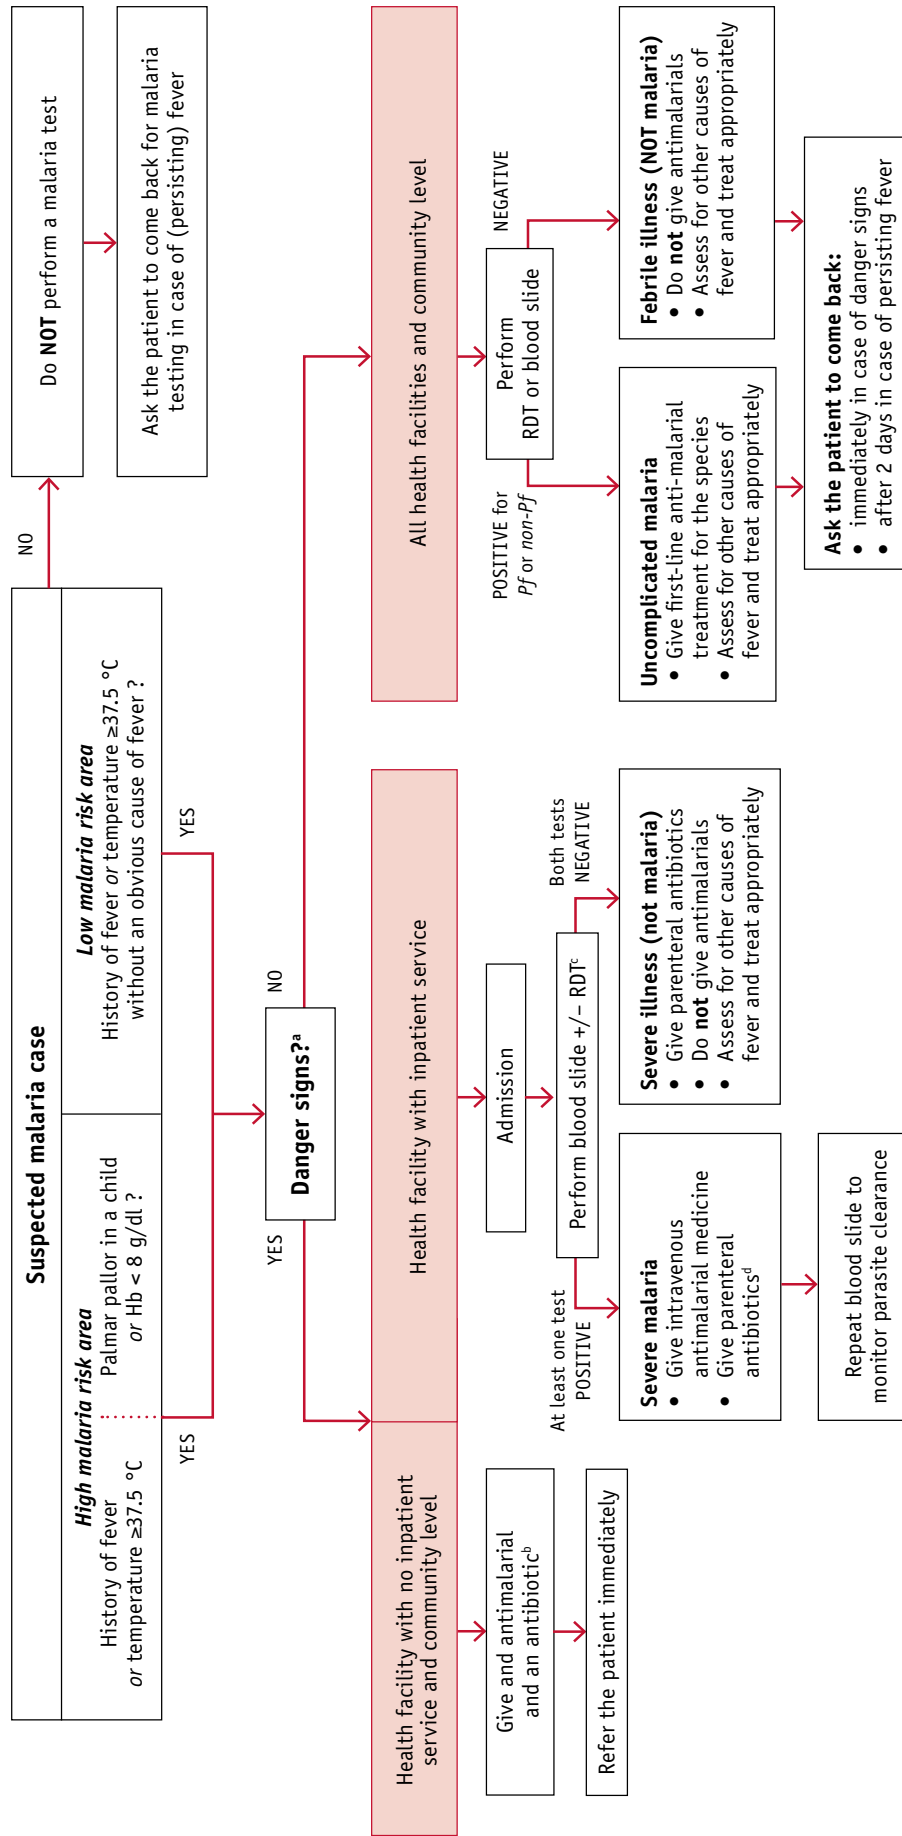 Suspected malaria case
High malaria risk area
History of fever
or temperature ≥37.5 °C
Palmar pallor in a child
or Hb < 8 g/dl ?
Low malaria risk area
History of fever or temperature ≥37.5 °C
without an obvious cause of fever ?
NO
Do NOT perform a malaria test
Ask the patient to come back for malaria
testing in case of (persisting) fever
YES
YES
Danger signs?ᵃ
YES
NO
Health facility with no inpatient
service and community level
Health facility with inpatient service
All health facilities and community level
Give and antimalarial
and an antibioticᵇ
Refer the patient immediately
Admission
Perform blood slide +/– RDTᶜ
At least one test
POSITIVE
Both tests
NEGATIVE
Severe malaria
• Give intravenous
antimalarial medicine
• Give parenteral
antibioticsᵈ
Repeat blood slide to
monitor parasite clearance
Severe illness (not malaria)
• Give parenteral antibiotics
• Do not give antimalarials
• Assess for other causes of
fever and treat appropriately
Perform
RDT or blood slide
POSITIVE for
Pf or non-Pf
NEGATIVE
Uncomplicated malaria
• Give first-line anti-malarial
treatment for the species
• Assess for other causes of
fever and treat appropriately
Febrile illness (NOT malaria)
• Do not give antimalarials
• Assess for other causes of
fever and treat appropriately
Ask the patient to come back:
• immediately in case of danger signs
• after 2 days in case of persisting fever